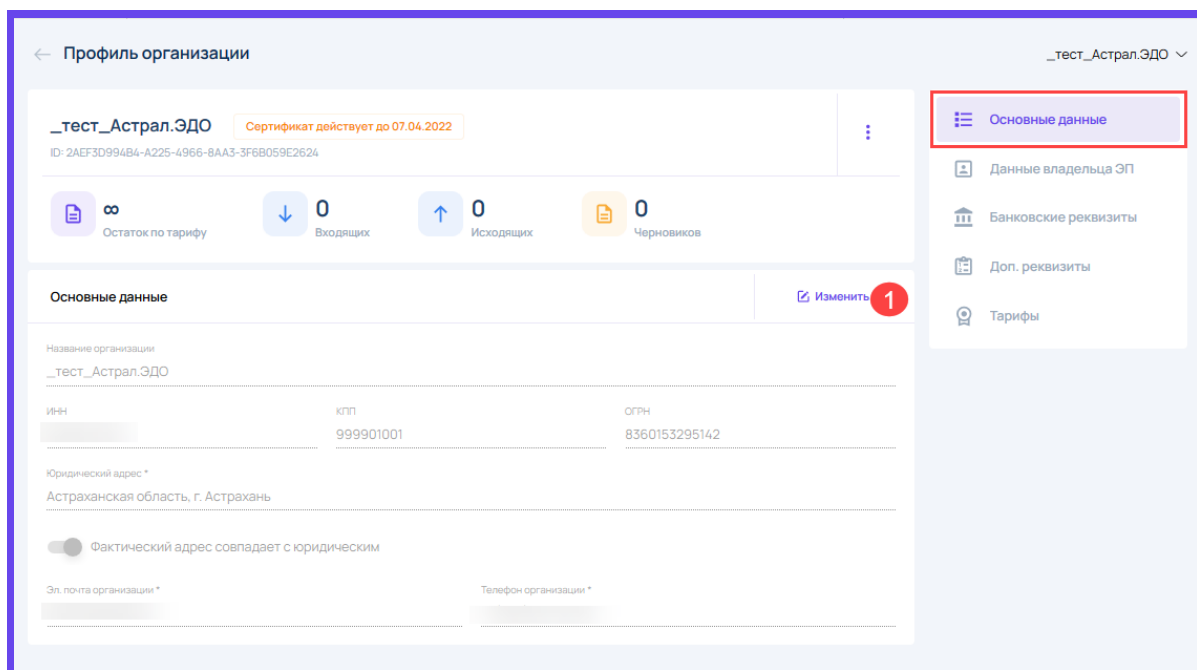 Профиль организации
_тест_Астрал.ЭДО
_тест_Астрал.ЭДО
Сертификат действует до 07.04.2022
ID: 2AEF3D994B4-A225-4966-8AA3-3F6B059E2624
∞
Остаток по тарифу
0
Входящих
0
Исходящих
0
Черновиков
Основные данные
Изменить
1
Название организации
_тест_Астрал.ЭДО
ИНН
КПП
999901001
ОГРН
8360153295142
Юридический адрес *
Астраханская область, г. Астрахань
Фактический адрес совпадает с юридическим
Эл. почта организации *
Телефон организации *
Основные данные
Данные владельца ЭП
Банковские реквизиты
Доп. реквизиты
Тарифы